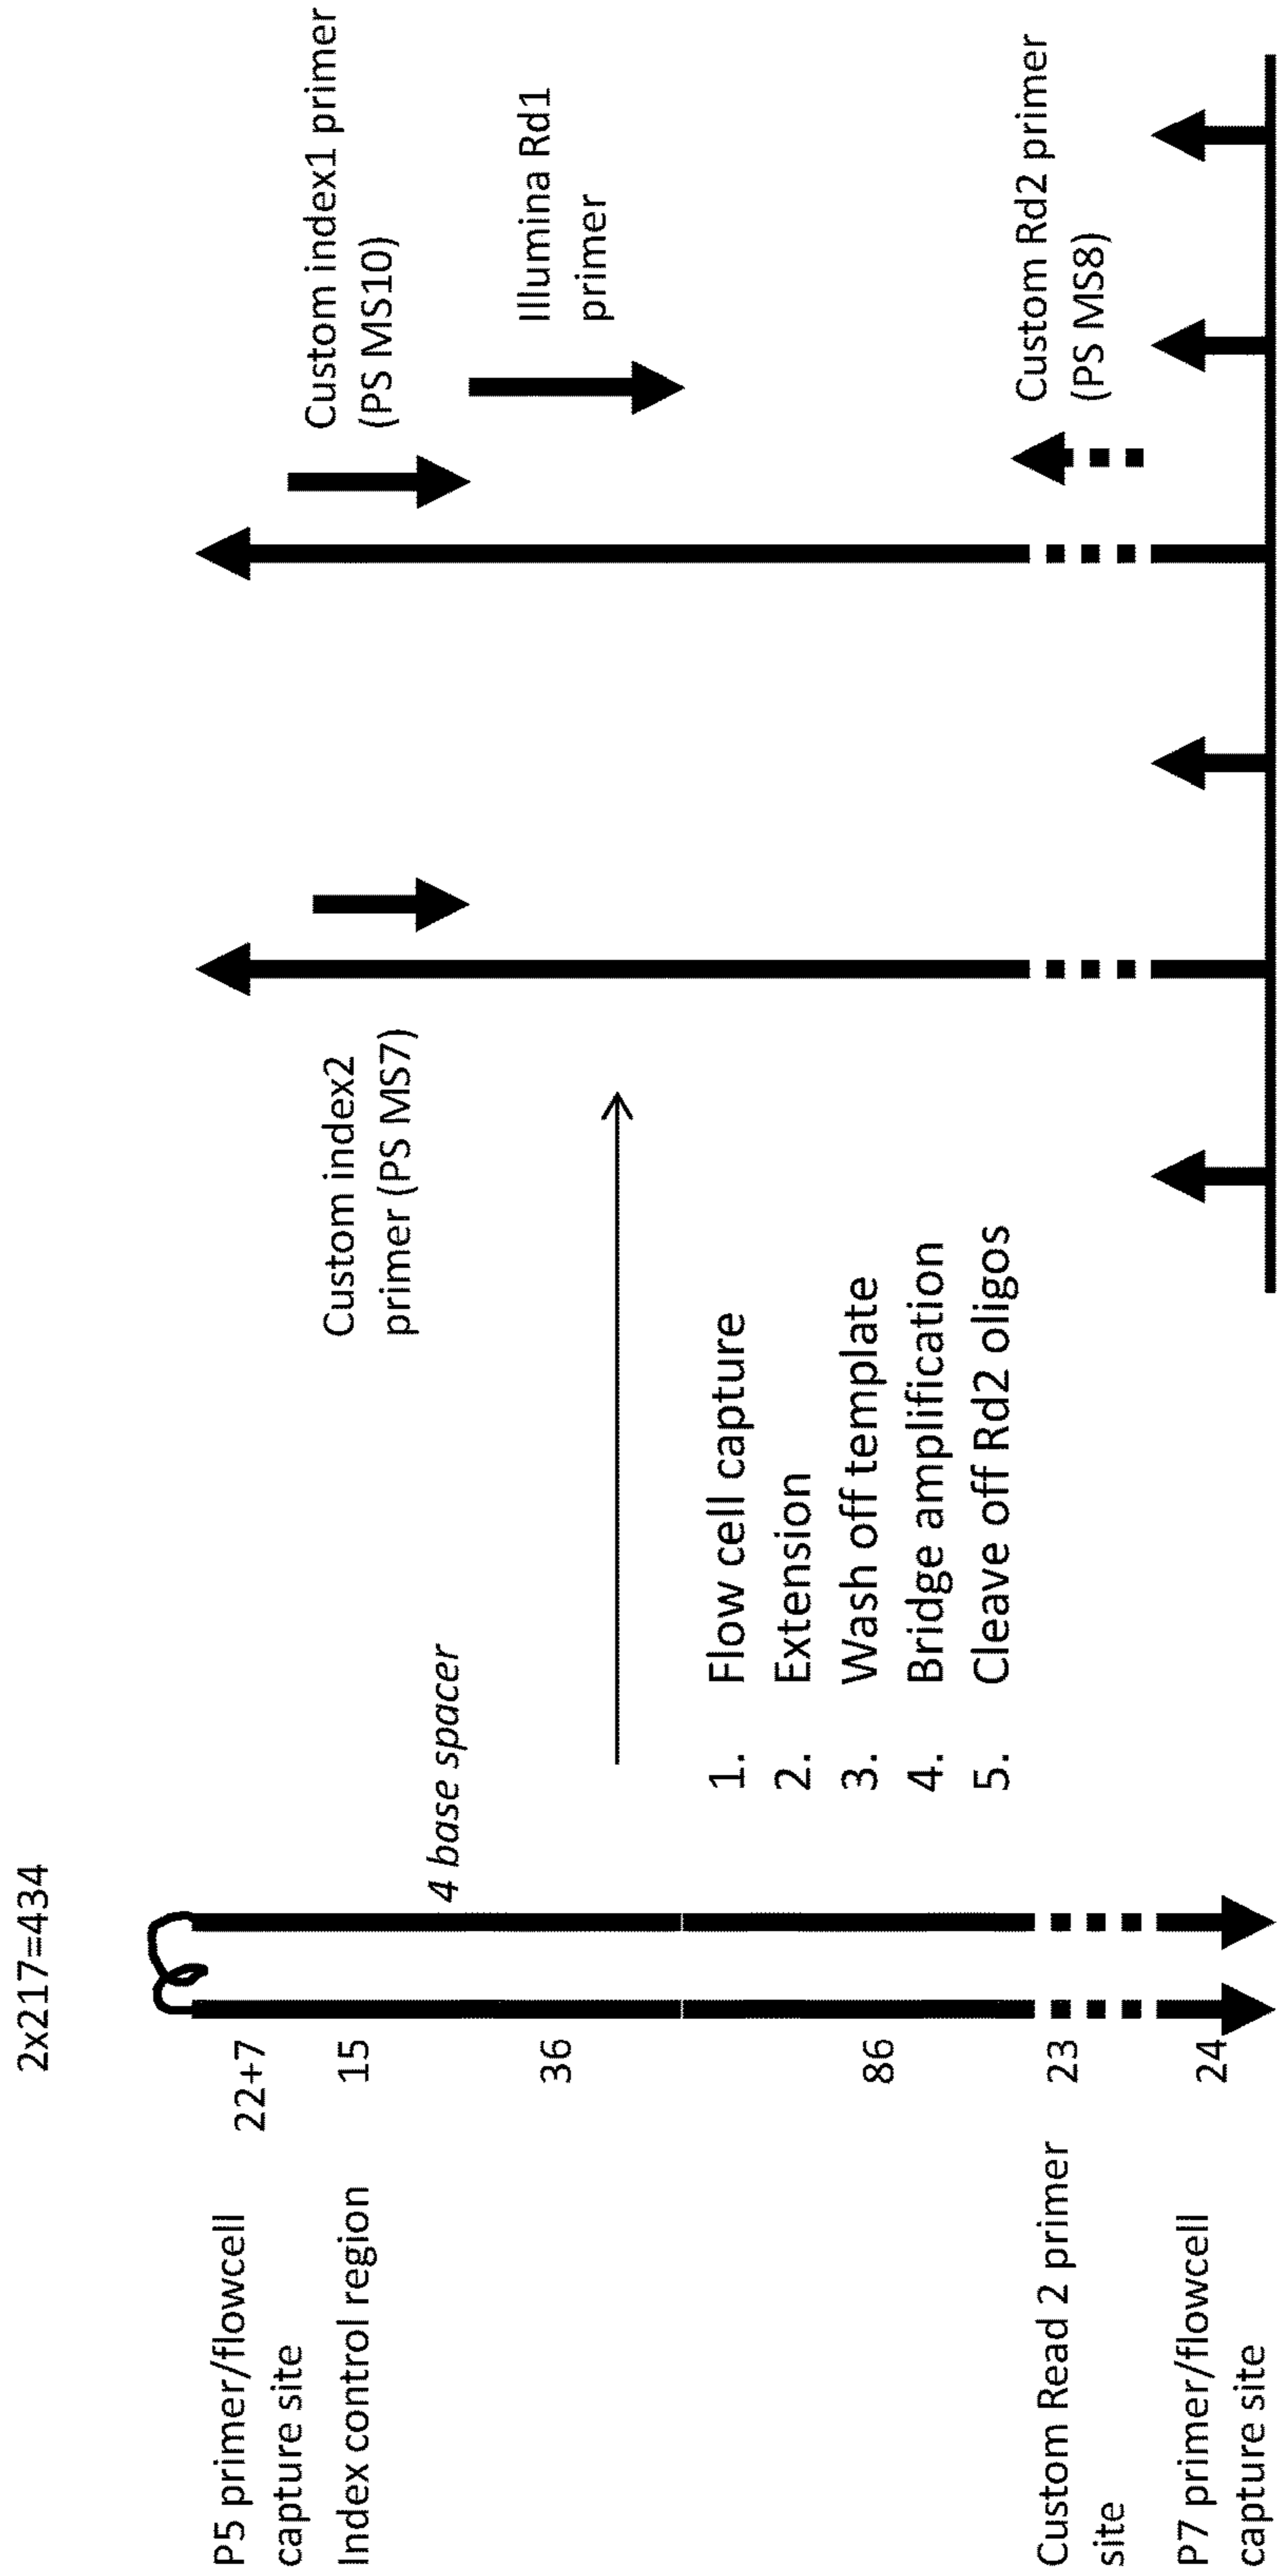 2x217=434
P5 primer/flowcell
capture site
22+7
Index control region
15
4 base spacer
36
86
Custom Read 2 primer
site
23
P7 primer/flowcell
capture site
24
1. Flow cell capture
2. Extension
3. Wash off template
4. Bridge amplification
5. Cleave off Rd2 oligos
Custom index2
primer (PS MS7)
Custom index1 primer
(PS MS10)
Illumina Rd1
primer
Custom Rd2 primer
(PS MS8)